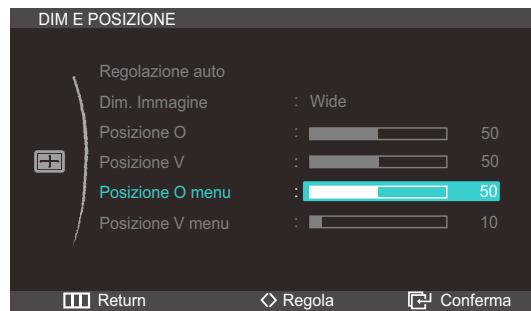 DIM E POSIZIONE
Regolazione auto
Dim. Immagine : Wide
Posizione O : 50
Posizione V : 50
Posizione O menu : 50
Posizione V menu : 10
Return Regola Conferma